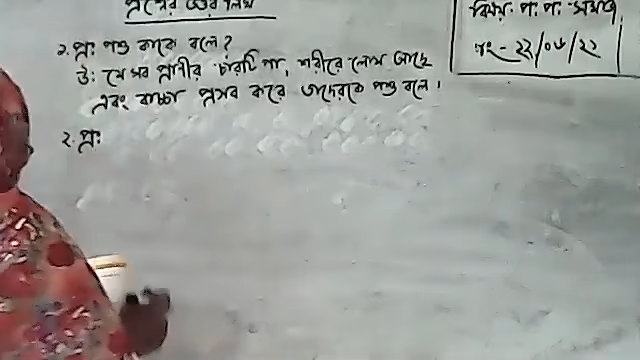 প্রশ্নের উত্তর লিখ
বিষয়: প. প. সমাজ
তাং - ২২/০৬/২২
১. প্র: পশু কাকে বলে?
উ: যে সব প্রাণীর চারটি পা, শরীরে লোম আছে
এবং বাচ্চা প্রসব করে তাদেরকে পশু বলে।
২. প্র: